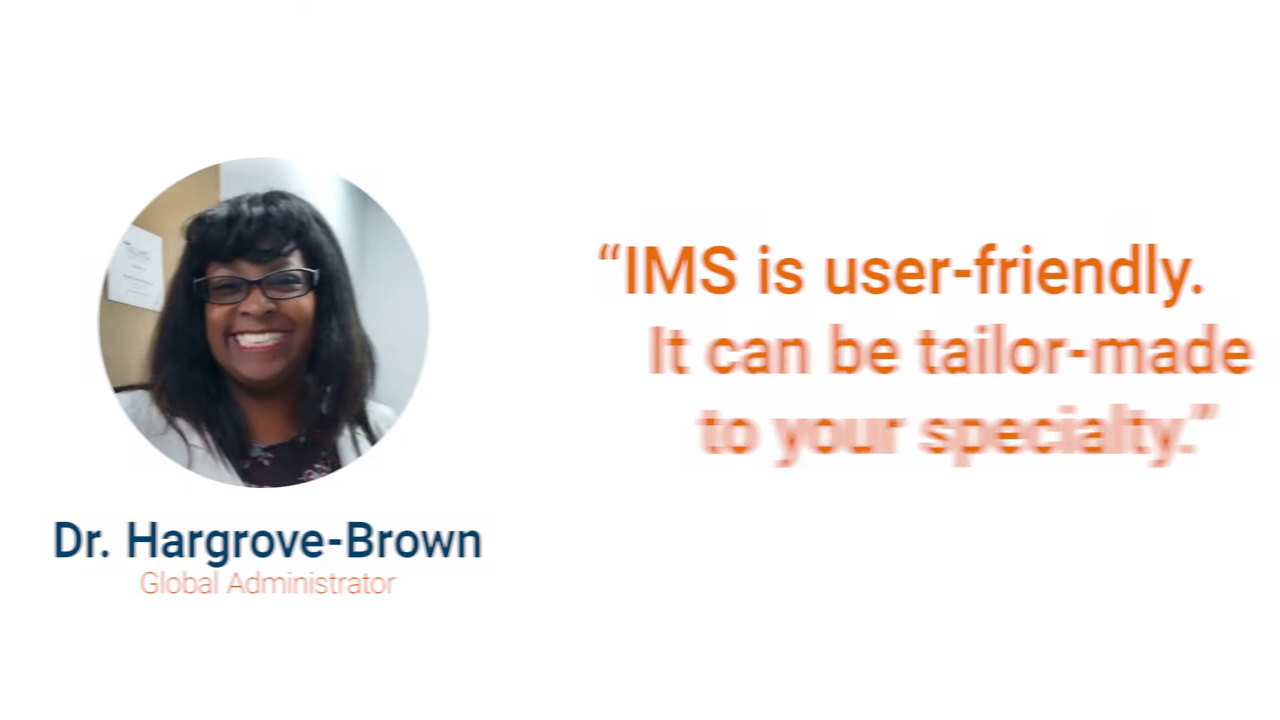 “IMS is user-friendly.
It can be tailor-made
to your specialty.”
Dr. Hargrove-Brown
Global Administrator